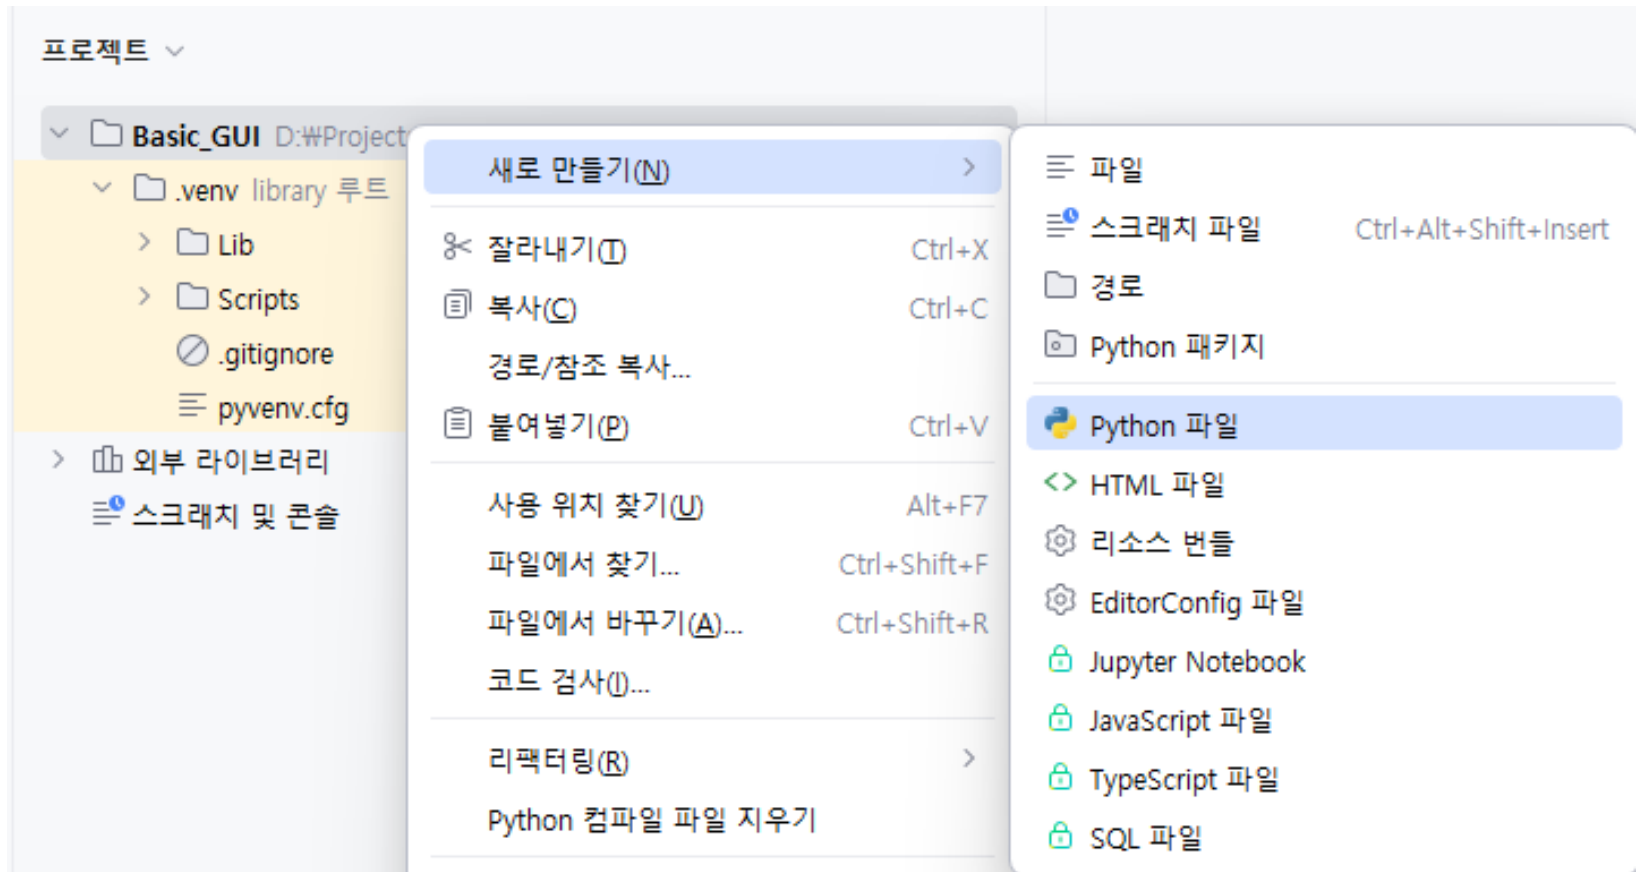 프로젝트
Basic_GUI D:₩Project
.venv library 루트
Lib
Scripts
.gitignore
pyvenv.cfg
외부 라이브러리
스크래치 및 콘솔
새로 만들기(N)
잘라내기(T) Ctrl+X
복사(C) Ctrl+C
경로/참조 복사...
붙여넣기(P) Ctrl+V
사용 위치 찾기(U) Alt+F7
파일에서 찾기... Ctrl+Shift+F
파일에서 바꾸기(A)... Ctrl+Shift+R
코드 검사(I)...
리팩터링(R)
Python 컴파일 파일 지우기
파일
스크래치 파일 Ctrl+Alt+Shift+Insert
경로
Python 패키지
Python 파일
HTML 파일
리소스 번들
EditorConfig 파일
Jupyter Notebook
JavaScript 파일
TypeScript 파일
SQL 파일